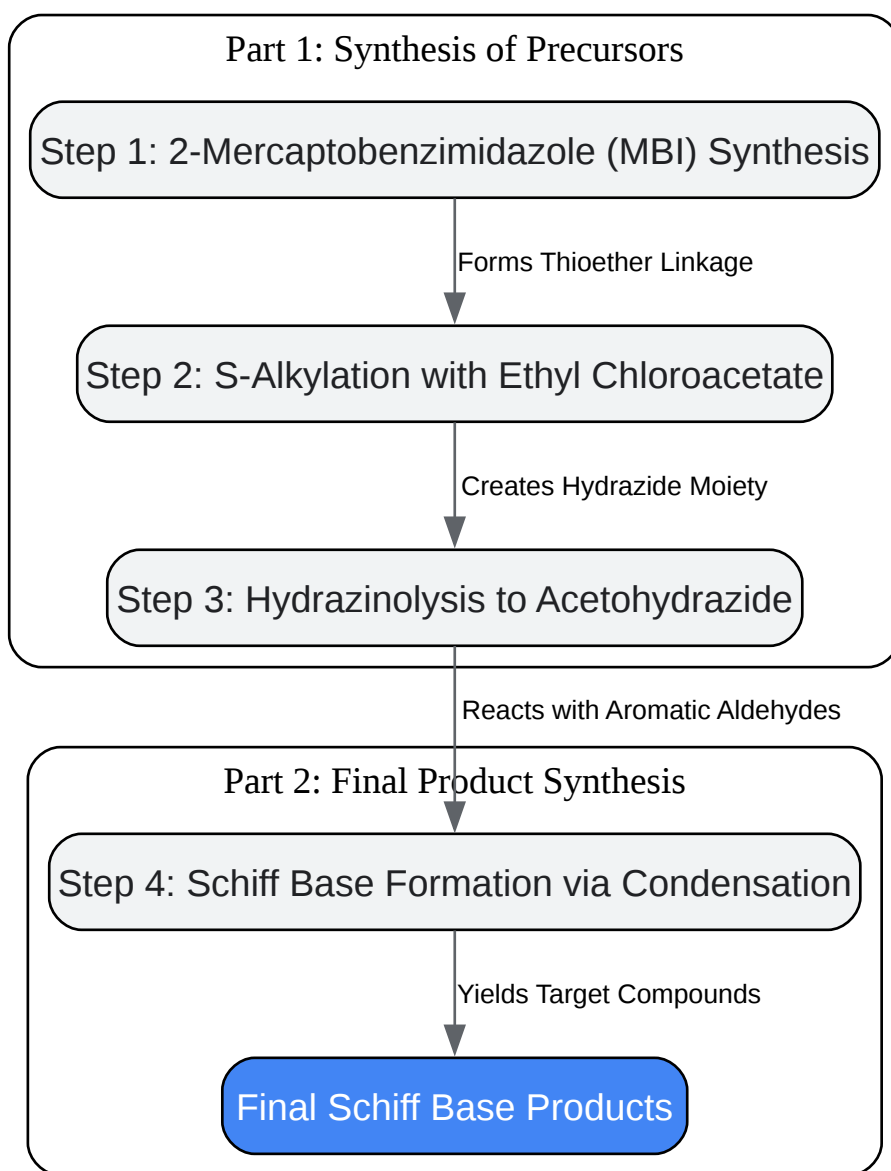 Part 1: Synthesis of Precursors
Step 1: 2-Mercaptobenzimidazole (MBI) Synthesis
Forms Thioether Linkage
Step 2: S-Alkylation with Ethyl Chloroacetate
Creates Hydrazide Moiety
Step 3: Hydrazinolysis to Acetohydrazide
Reacts with Aromatic Aldehydes
Part 2: Final Product Synthesis
Step 4: Schiff Base Formation via Condensation
Yields Target Compounds
Final Schiff Base Products